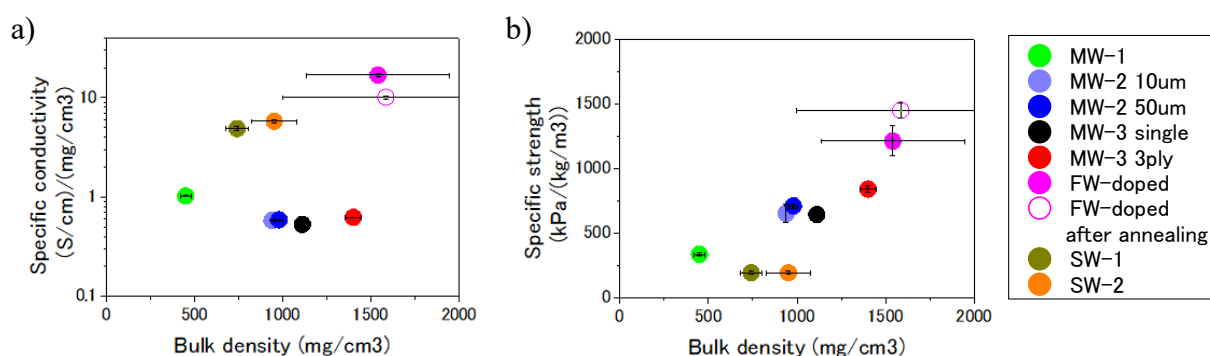 a)
Specific conductivity
(S/cm)/(mg/cm3)
10
1
0.1
0 500 1000 1500 2000
Bulk density (mg/cm3)
b)
Specific strength
(kPa/(kg/m3))
2000
1500
1000
500
0
0 500 1000 1500 2000
Bulk density (mg/cm3)
MW-1
MW-2 10um
MW-2 50um
MW-3 single
MW-3 3ply
FW-doped
FW-doped
after annealing
SW-1
SW-2